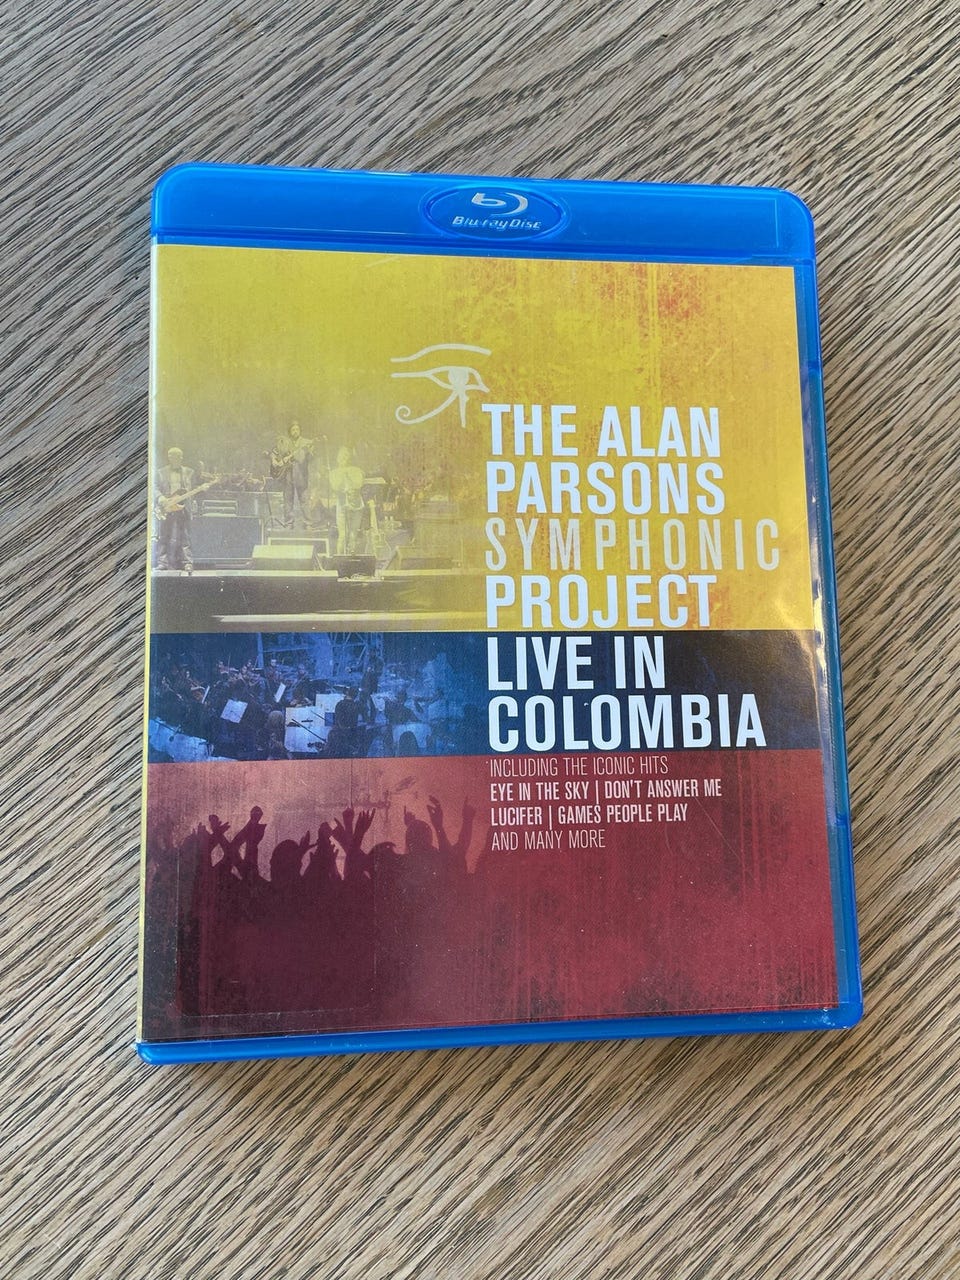 Blu-ray Disc
THE ALAN
PARSONS
SYMPHONIC
PROJECT
LIVE IN
COLOMBIA
INCLUDING THE ICONIC HITS
EYE IN THE SKY | DON'T ANSWER ME
LUCIFER | GAMES PEOPLE PLAY
AND MANY MORE